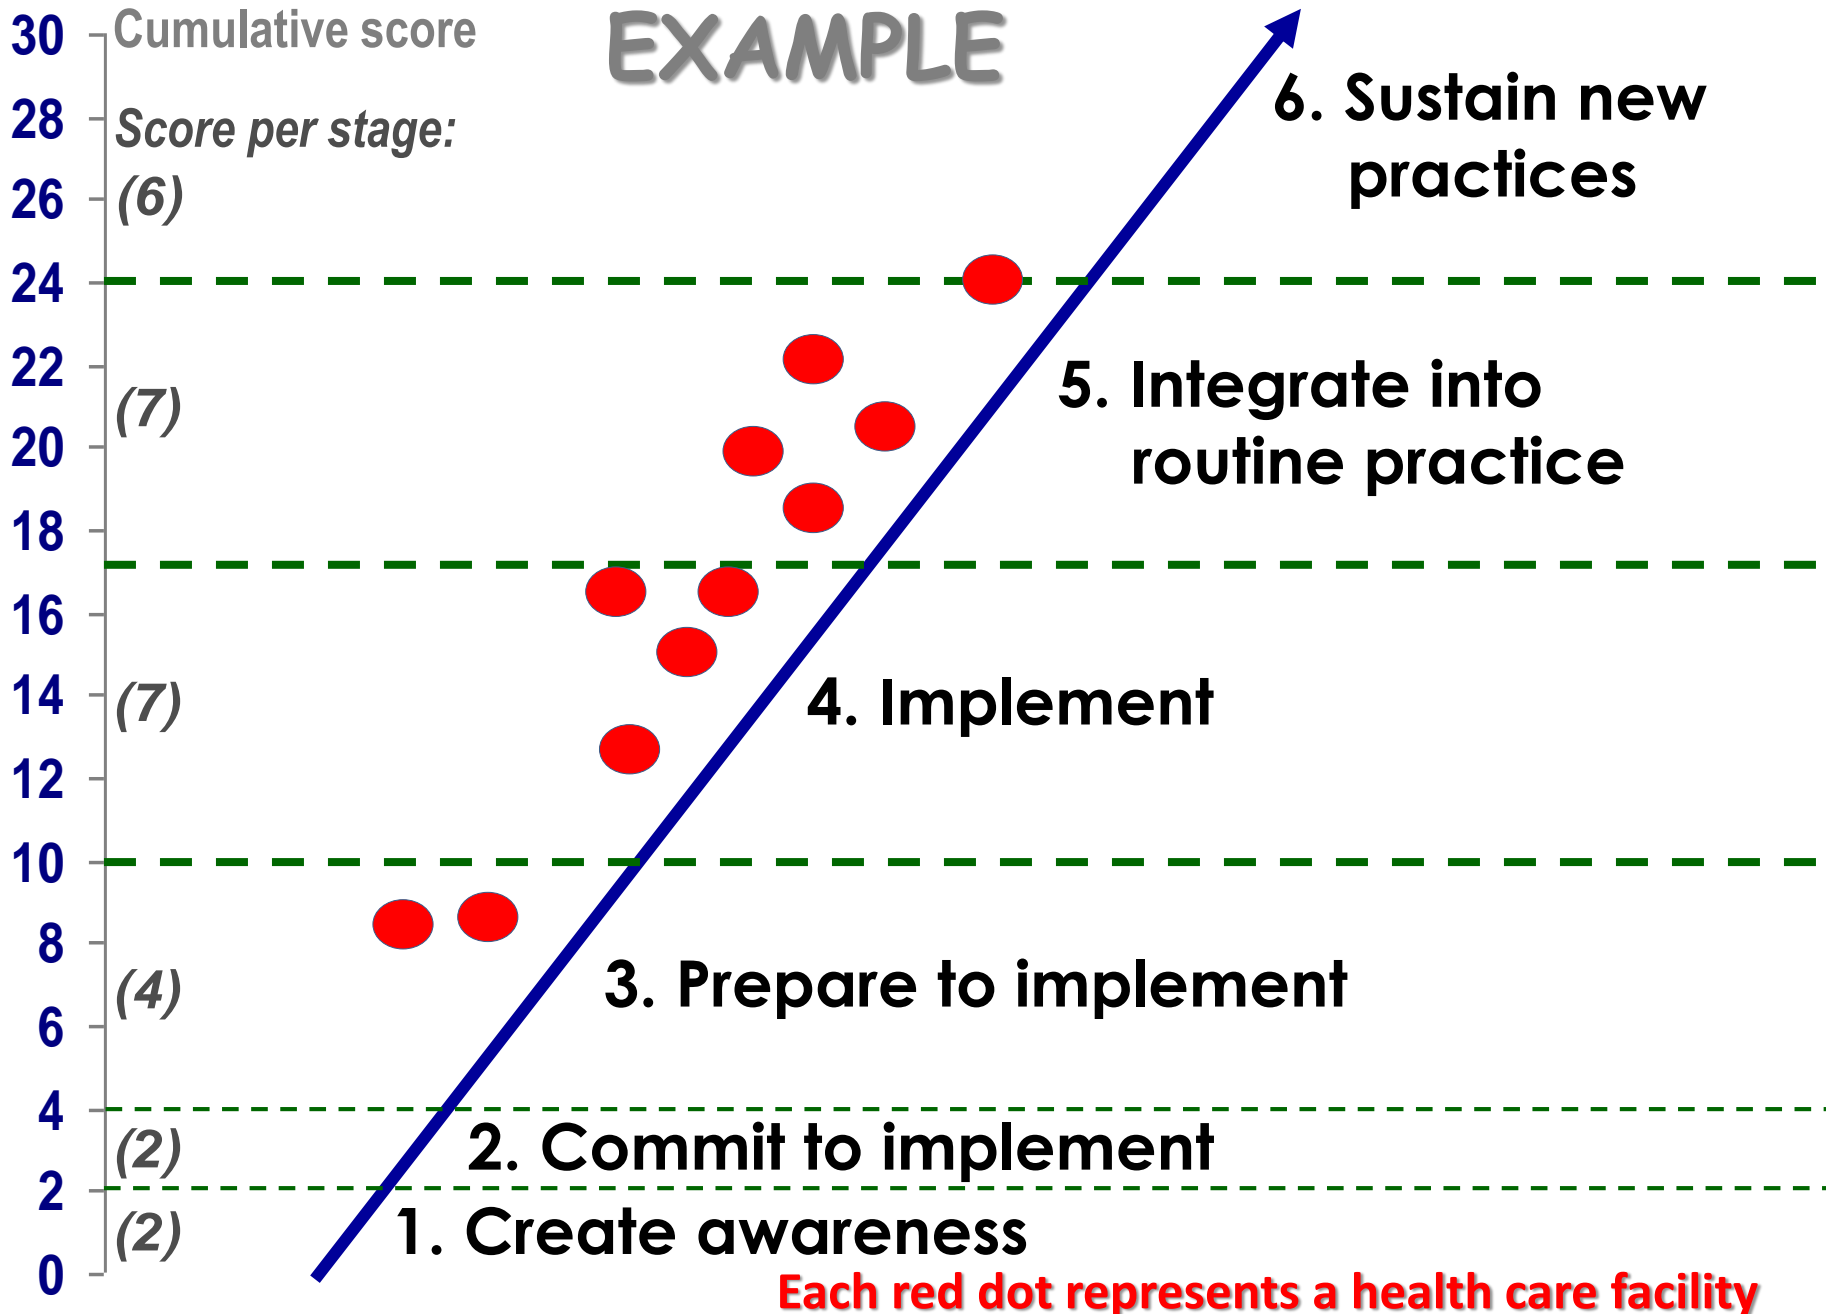 EXAMPLE
30 Cumulative score
28 Score per stage:
26 (6)
6. Sustain new
practices
24
22
(7)
5. Integrate into
routine practice
20
18
16
14 (7)
4. Implement
12
10
8
(4)
3. Prepare to implement
6
4
(2)
2. Commit to implement
2
(2)
1. Create awareness
0
Each red dot represents a health care facility